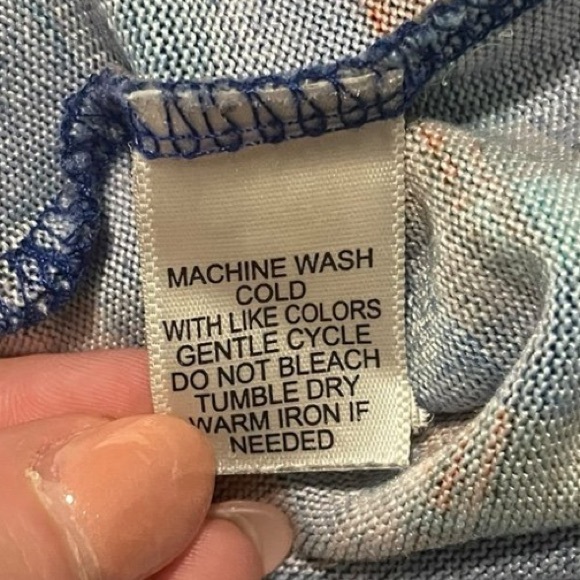 MACHINE WASH
COLD
WITH LIKE COLORS
GENTLE CYCLE
DO NOT BLEACH
TUMBLE DRY
WARM IRON IF
NEEDED